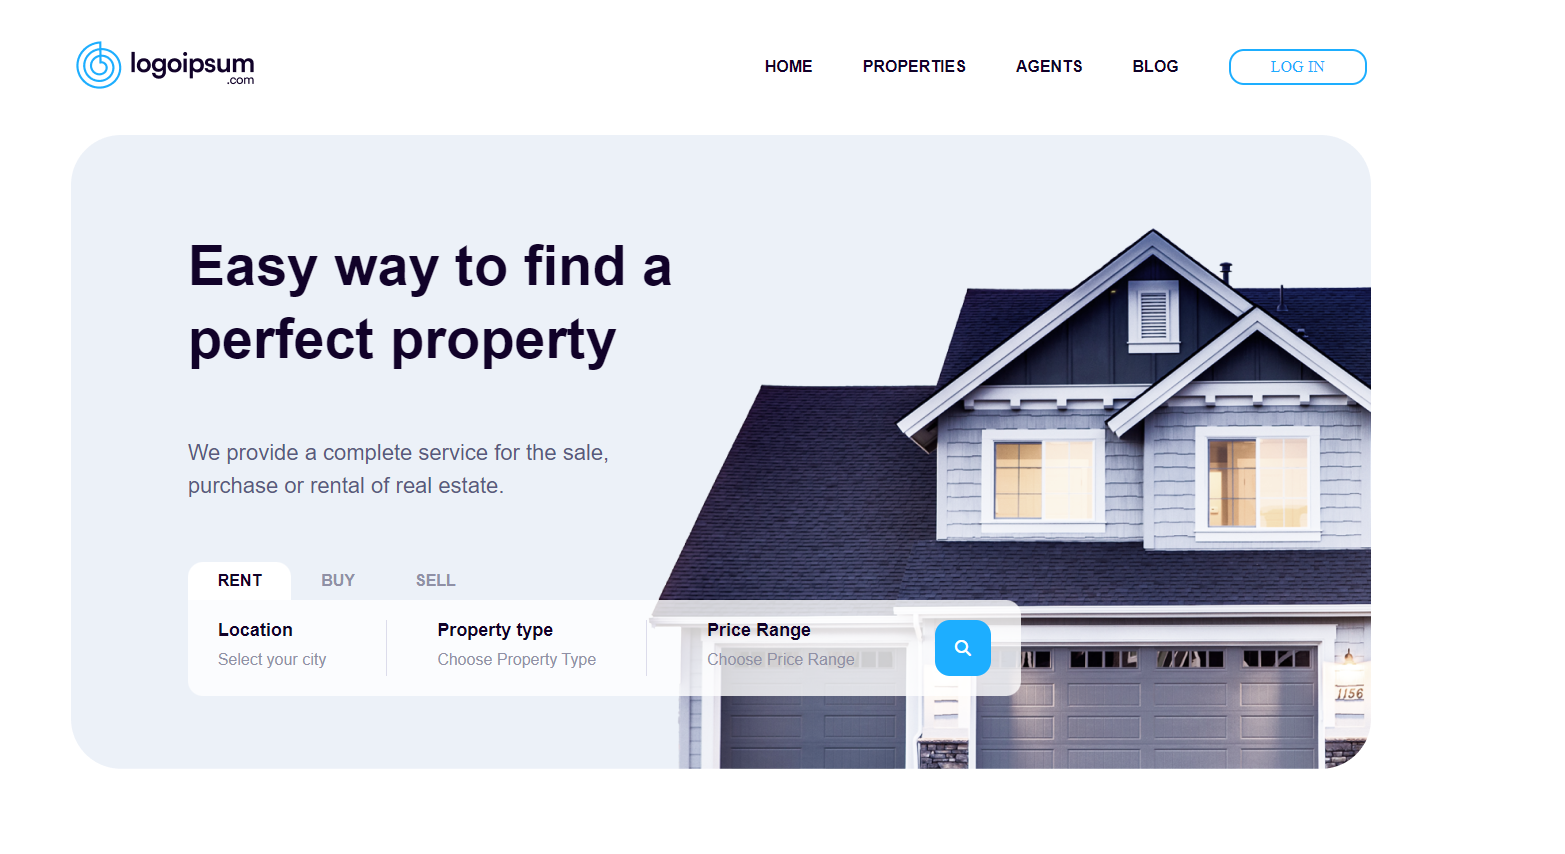 logoipsum
.com
HOME PROPERTIES AGENTS BLOG LOG IN
Easy way to find a
perfect property
We provide a complete service for the sale,
purchase or rental of real estate.
RENT BUY SELL
Location Property type Price Range
Select your city Choose Property Type Choose Price Range
1156